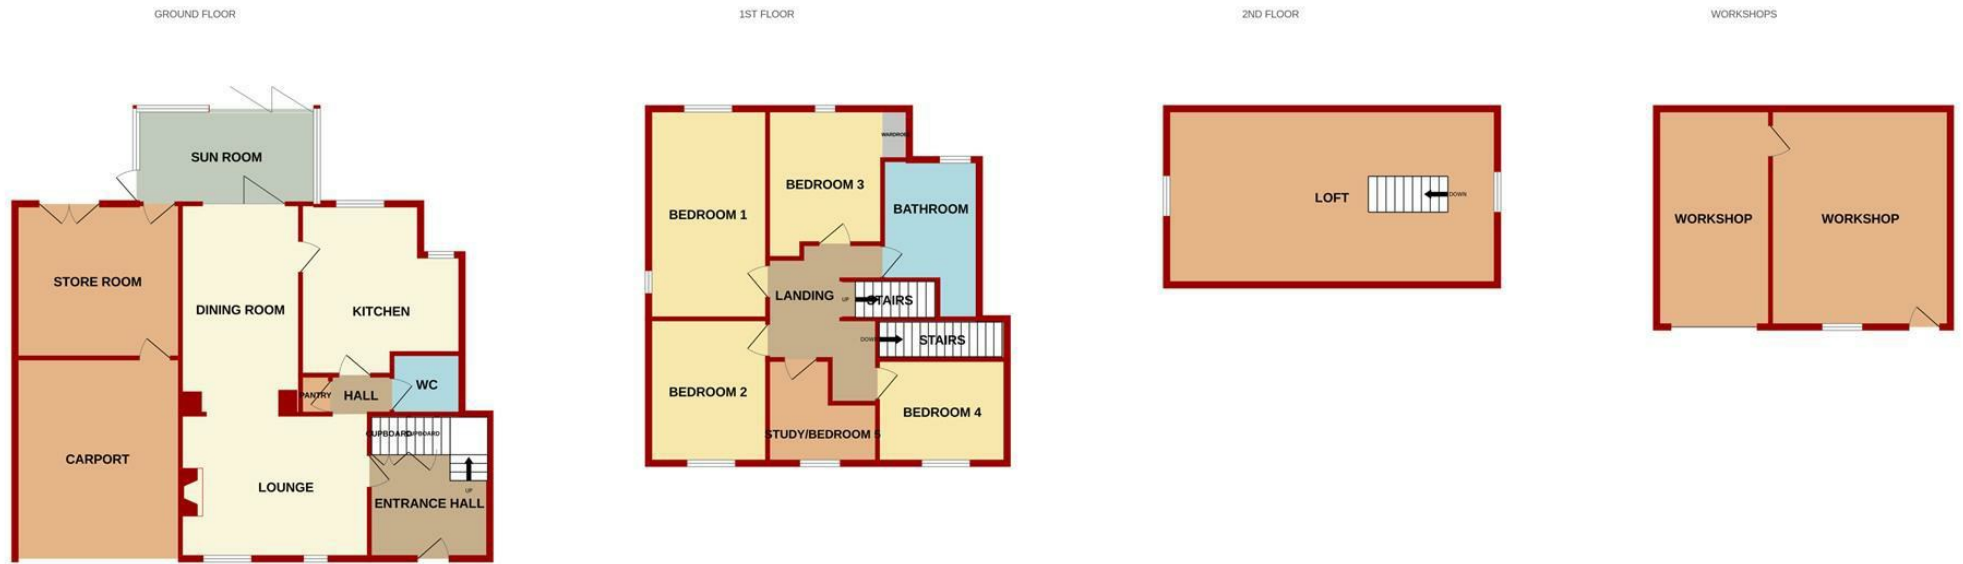 GROUND FLOOR
1ST FLOOR
2ND FLOOR
WORKSHOPS
SUN ROOM
STORE ROOM
DINING ROOM
KITCHEN
PANTRY
HALL
WC
CARPORT
LOUNGE
CUPBOARD
CUPBOARD
UP
ENTRANCE HALL
WARDROBE
BEDROOM 3
BEDROOM 1
BATHROOM
LANDING
UP
STAIRS
DOWN
STAIRS
BEDROOM 2
BEDROOM 4
STUDY/BEDROOM 5
LOFT
DOWN
WORKSHOP
WORKSHOP